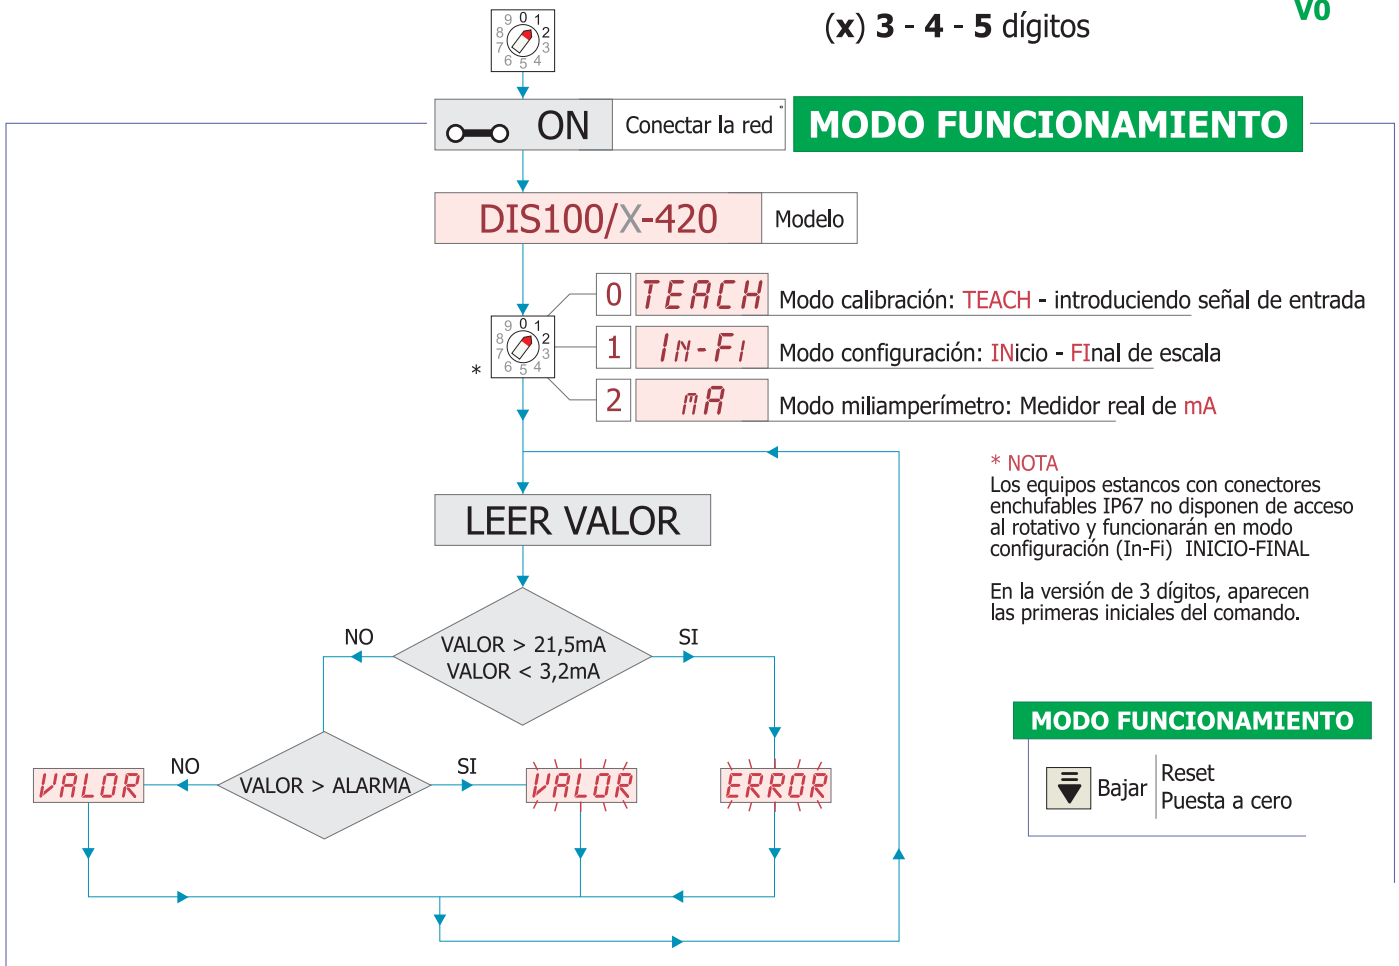 (x) 3 - 4 - 5 dígitos
V0
9 0 1
8 2
7 3
6 5 4
ON
Conectar la red
MODO FUNCIONAMIENTO
DIS100/X-420
Modelo
0 TEACH Modo calibración: TEACH - introduciendo señal de entrada
9 0 1
8 2
7 3
6 5 4
*
1 In-Fi Modo configuración: INicio - FInal de escala
2 mA Modo miliamperímetro: Medidor real de mA
* NOTA
Los equipos estancos con conectores
enchufables IP67 no disponen de acceso
al rotativo y funcionarán en modo
configuración (In-Fi) INICIO-FINAL
En la versión de 3 dígitos, aparecen
las primeras iniciales del comando.
LEER VALOR
NO
VALOR > 21,5mA
VALOR < 3,2mA
SI
VALOR
NO
VALOR > ALARMA
SI
VALOR
ERROR
MODO FUNCIONAMIENTO
Bajar
Reset
Puesta a cero